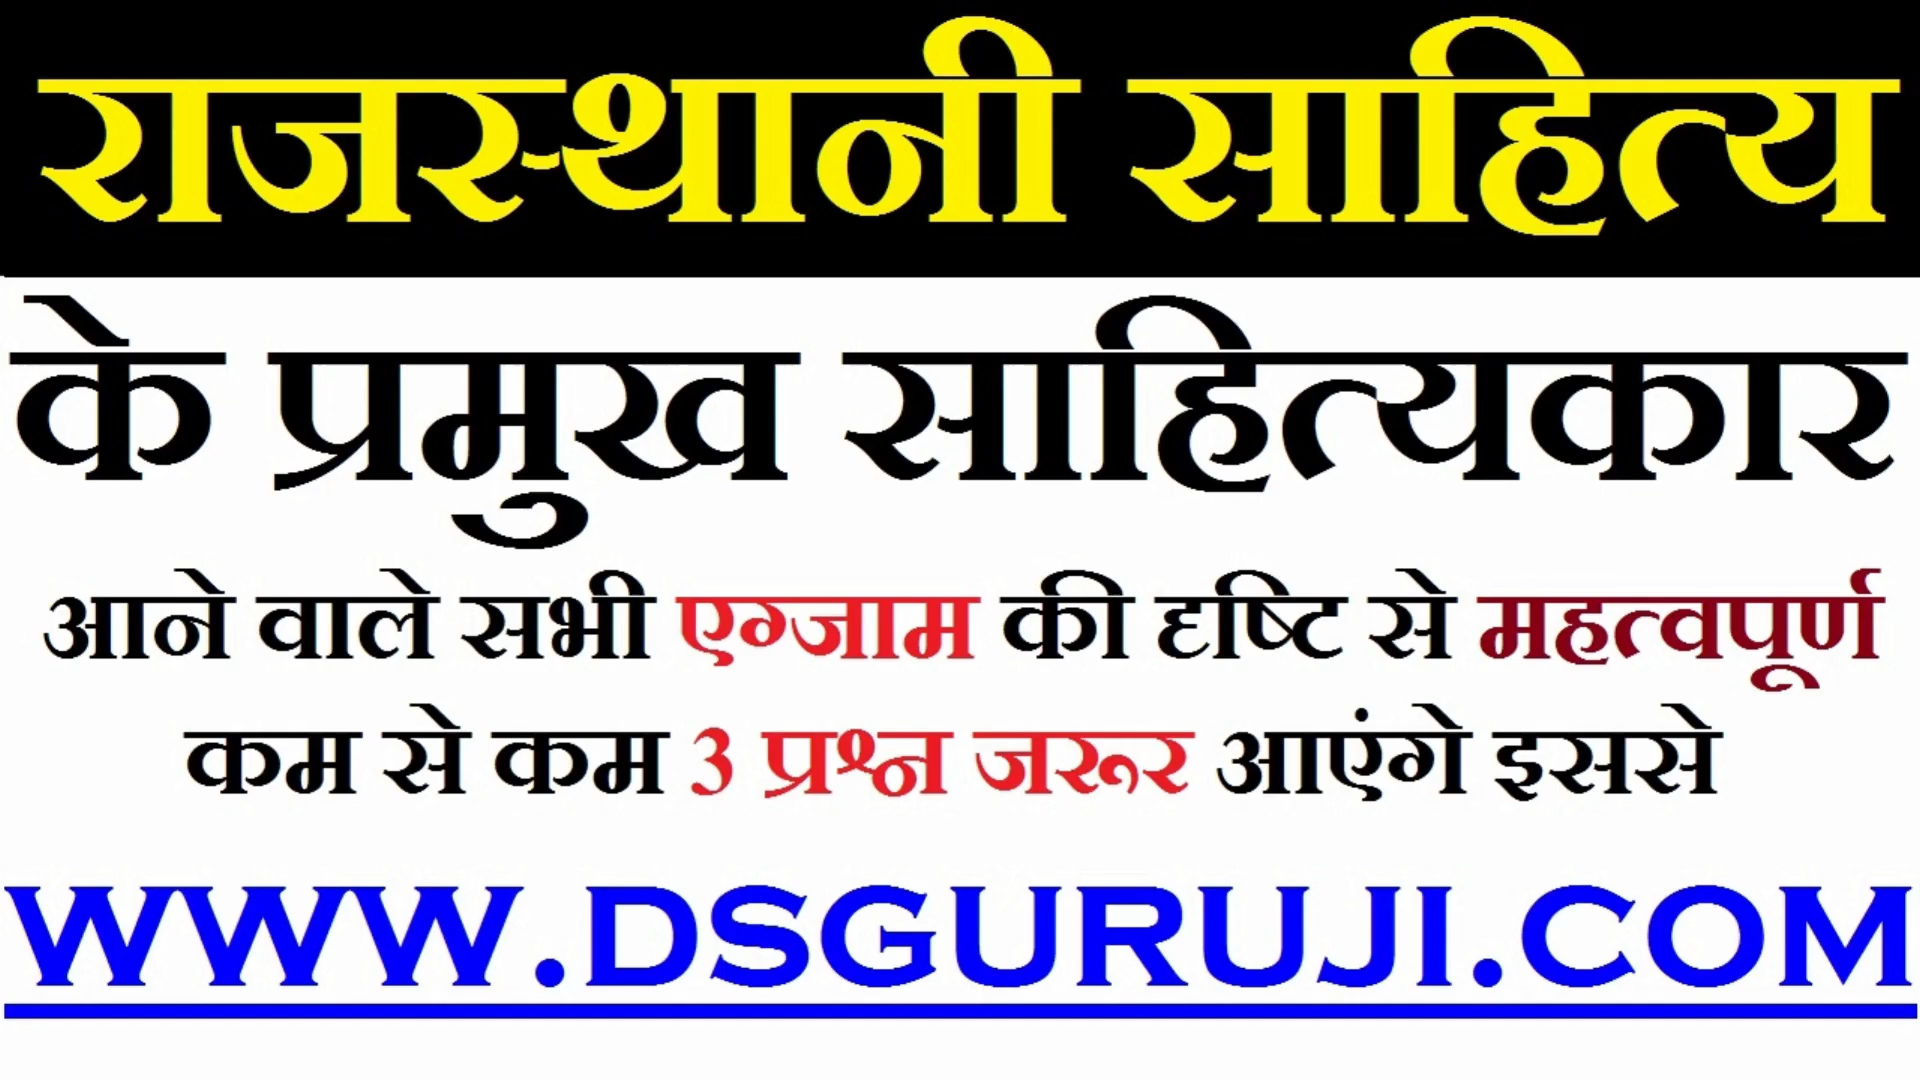 राजस्थानी साहित्य
के प्रमुख साहित्यकार
आने वाले सभी एग्जाम की दृष्टि से महत्वपूर्ण
कम से कम 3 प्रश्न जरूर आएंगे इससे
WWW.DSGURUJI.COM